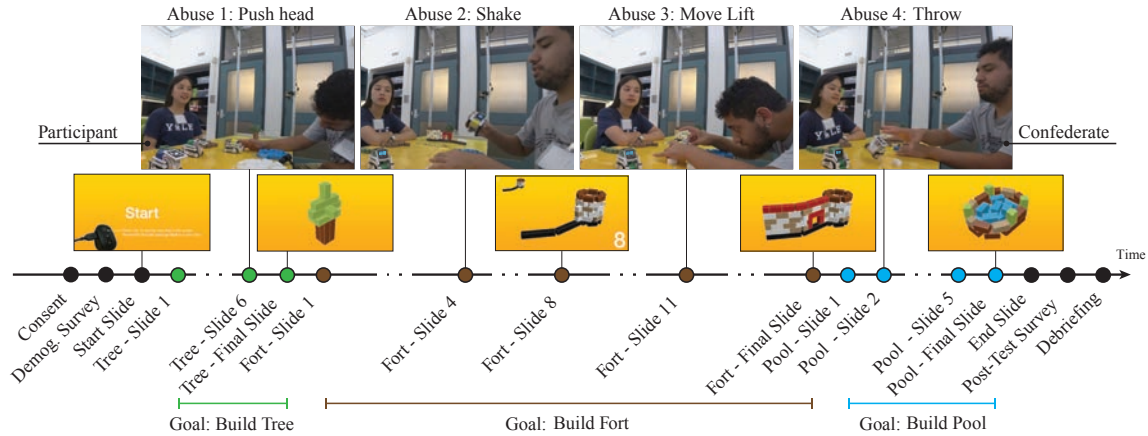 Abuse 1: Push head
Abuse 2: Shake
Abuse 3: Move Lift
Abuse 4: Throw
Participant
Confederate
YALE
Start
8
Time
Consent
Demog. Survey
Start Slide
Tree - Slide 1
Tree - Slide 6
Tree - Final Slide
Fort - Slide 1
Fort - Slide 4
Fort - Slide 8
Fort - Slide 11
Fort - Final Slide
Pool - Slide 1
Pool - Slide 2
Pool - Slide 5
Pool - Final Slide
End Slide
Post-Test Survey
Debriefing
Goal: Build Tree
Goal: Build Fort
Goal: Build Pool